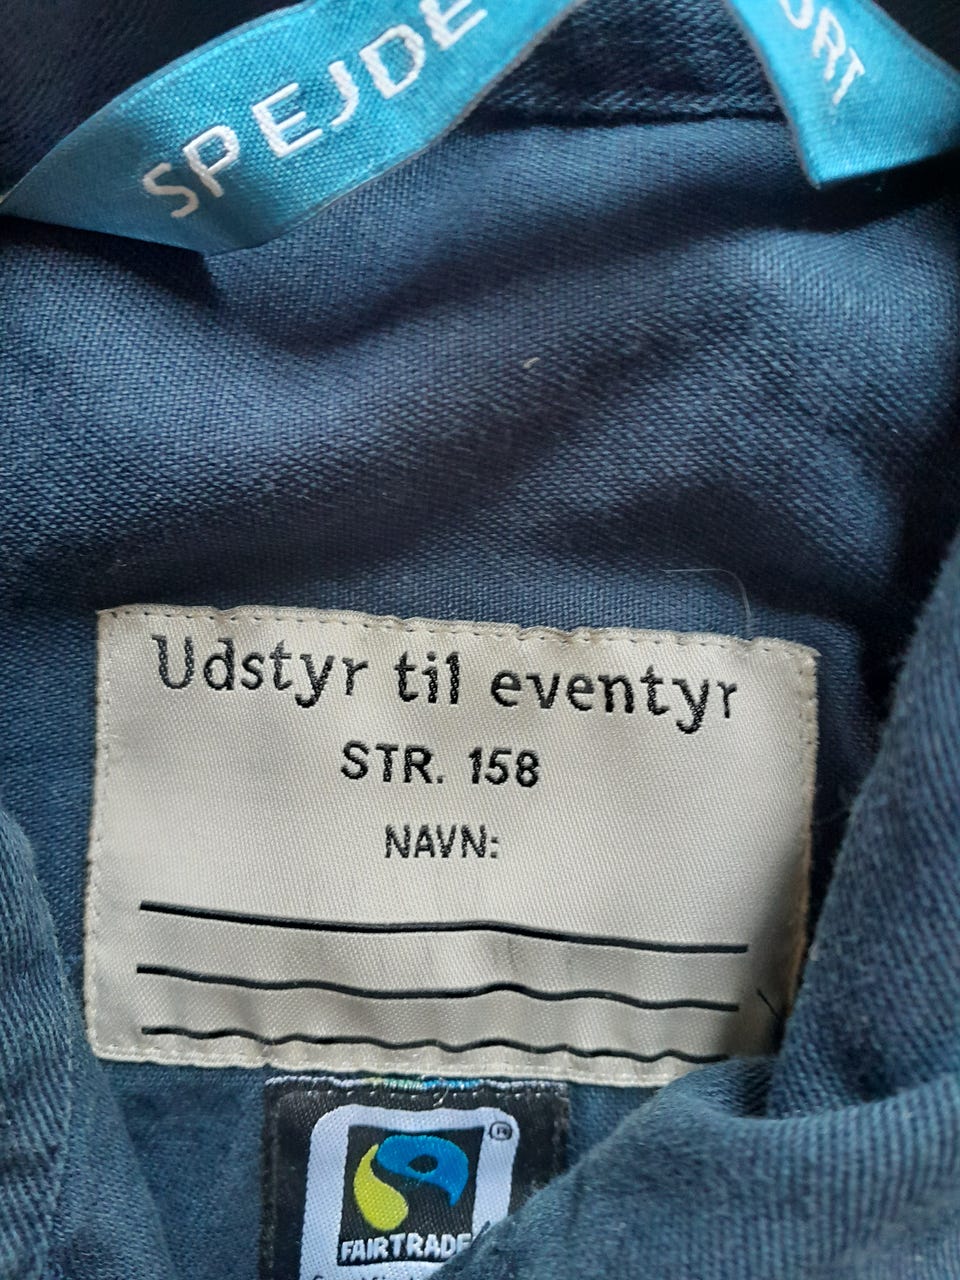 SPEJDE
ORT
Udstyr til eventyr
STR. 158
NAVN:
®
FAIRTRADE